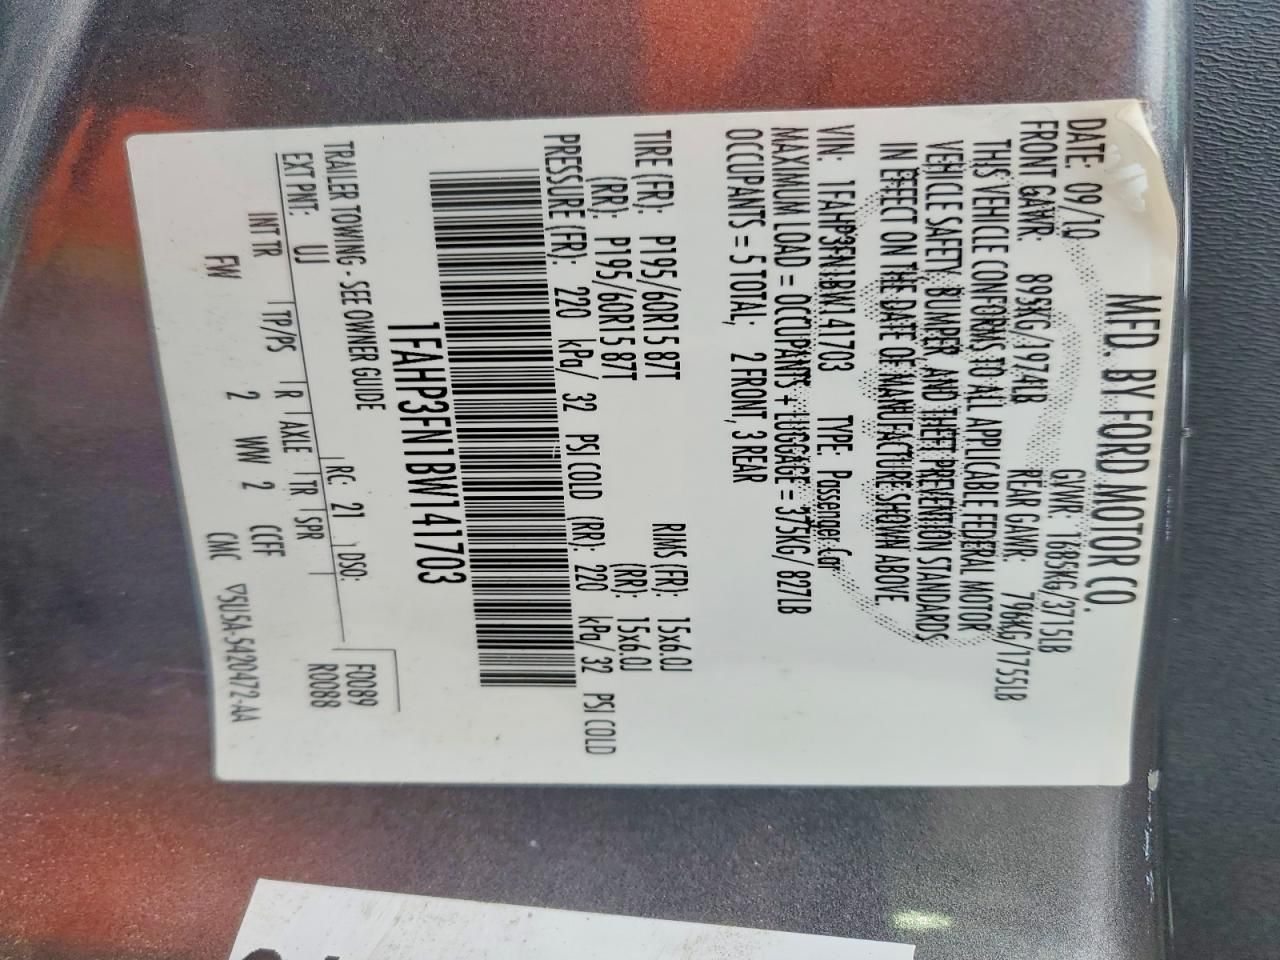 MFD. BY FORD MOTOR CO.
DATE: 09/10 GVWR: 1685KG/3715LB
FRONT GAWR: 895KG/1974LB REAR GAWR: 796KG/1755LB
THIS VEHICLE CONFORMS TO ALL APPLICABLE FEDERAL MOTOR
VEHICLE SAFETY, BUMPER, AND THEFT PREVENTION STANDARDS
IN EFFECT ON THE DATE OF MANUFACTURE SHOWN ABOVE.
VIN: 1FAHP3FN1BW141703 TYPE: Passenger Car
MAXIMUM LOAD = OCCUPANTS + LUGGAGE = 375KG/ 827LB
OCCUPANTS = 5 TOTAL; 2 FRONT, 3 REAR
TIRE (FR): P195/60R15 87T RIMS (FR): 15x6.0J
(RR): P195/60R15 87T (RR): 15x6.0J
PRESSURE (FR): 220 kPa/ 32 PSI COLD (RR): 220 kPa/ 32 PSI COLD
1FAHP3FN1BW141703
TRAILER TOWING - SEE OWNER GUIDE
EXT PNT: UJ RC: 21 DSO: F0089
R0088
INT TR TP/PS R AXLE TR SPR
FW 2 WW 2 CCFF
CMC ▽5U5A-5420472-AA